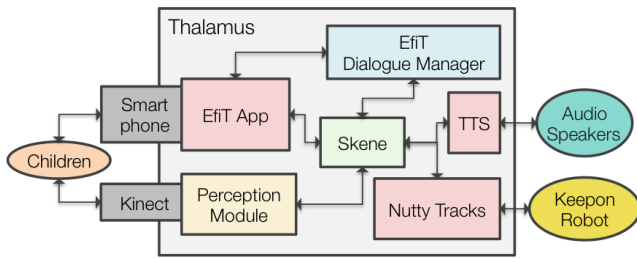 Thalamus
EfiT
Dialogue Manager
Smart
phone
EfiT App
TTS
Audio
Speakers
Skene
Children
Kinect
Perception
Module
Nutty Tracks
Keepon
Robot